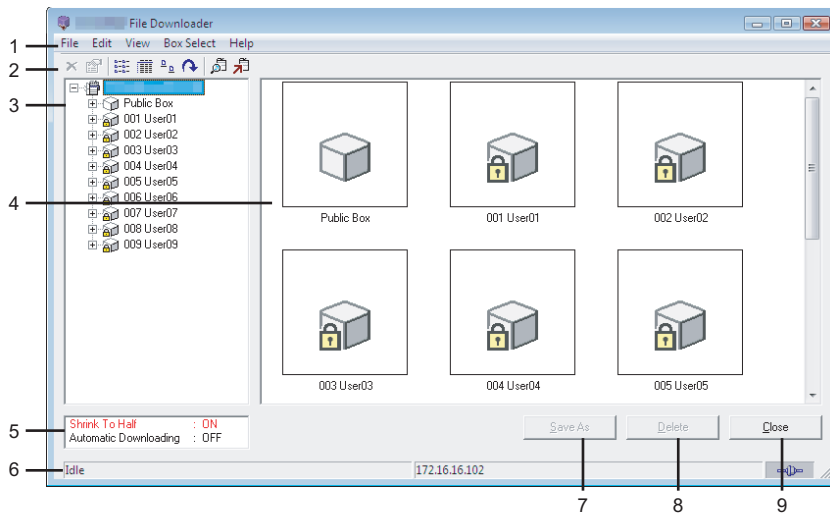 File Downloader
1 File Edit View Box Select Help
2
3
Public Box
001 User01
002 User02
003 User03
004 User04
005 User05
006 User06
007 User07
008 User08
009 User09
4
Public Box 001 User01 002 User02
003 User03 004 User04 005 User05
5 Shrink To Half : ON
Automatic Downloading : OFF
Save As Delete Close
6 Idle 172.16.16.102
7 8 9